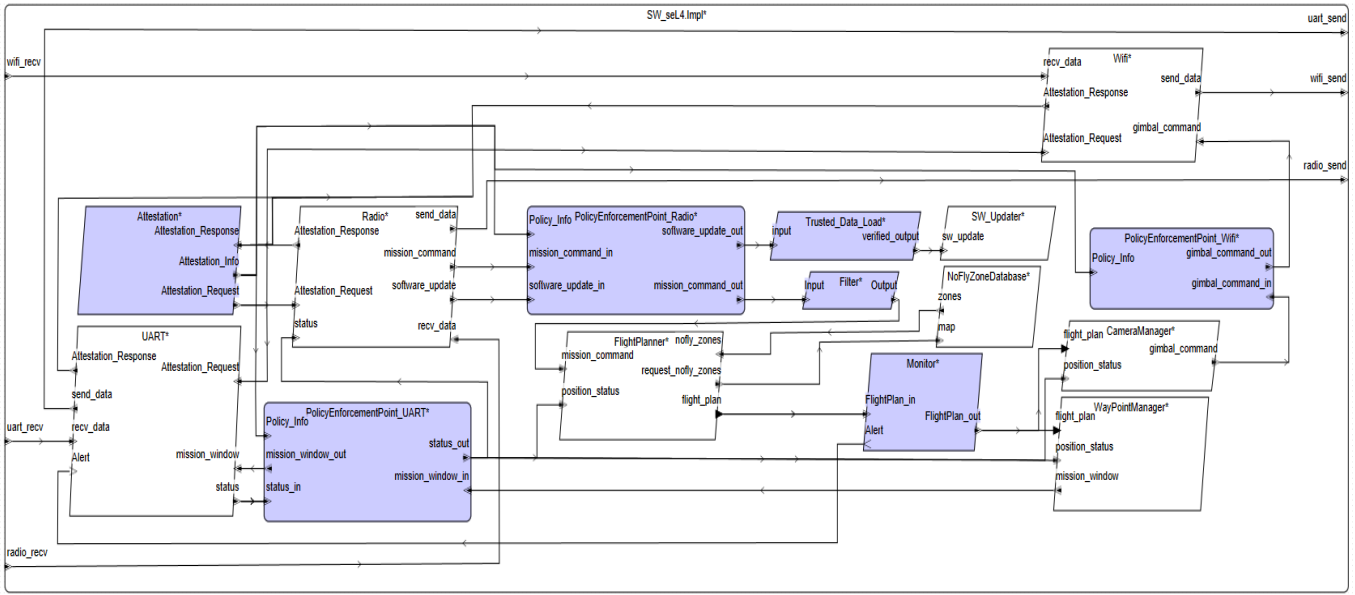 SW_seL4.Impl*
uart_send
wifi_recv
wifi_send
radio_send
uart_recv
radio_recv
Wifi*
recv_data
send_data
Attestation_Response
gimbal_command
Attestation_Request
Attestation*
Attestation_Response
Attestation_Info
Attestation_Request
Radio*
send_data
Attestation_Response
mission_command
software_update
Attestation_Request
status
recv_data
PolicyEnforcementPoint_Radio*
Policy_Info
software_update_out
mission_command_in
software_update_in
mission_command_out
Trusted_Data_Load*
input
verified_output
SW_Updater*
sw_update
PolicyEnforcementPoint_Wifi*
gimbal_command_out
Policy_Info
gimbal_command_in
Filter*
Input
Output
NoFlyZoneDatabase*
zones
map
UART*
Attestation_Response
Attestation_Request
send_data
recv_data
Alert
mission_window
status
PolicyEnforcementPoint_UART*
Policy_Info
status_out
mission_window_out
mission_window_in
status_in
FlightPlanner*
nofly_zones
mission_command
request_nofly_zones
position_status
flight_plan
Monitor*
FlightPlan_in
FlightPlan_out
Alert
CameraManager*
flight_plan
gimbal_command
position_status
WayPointManager*
flight_plan
position_status
mission_window